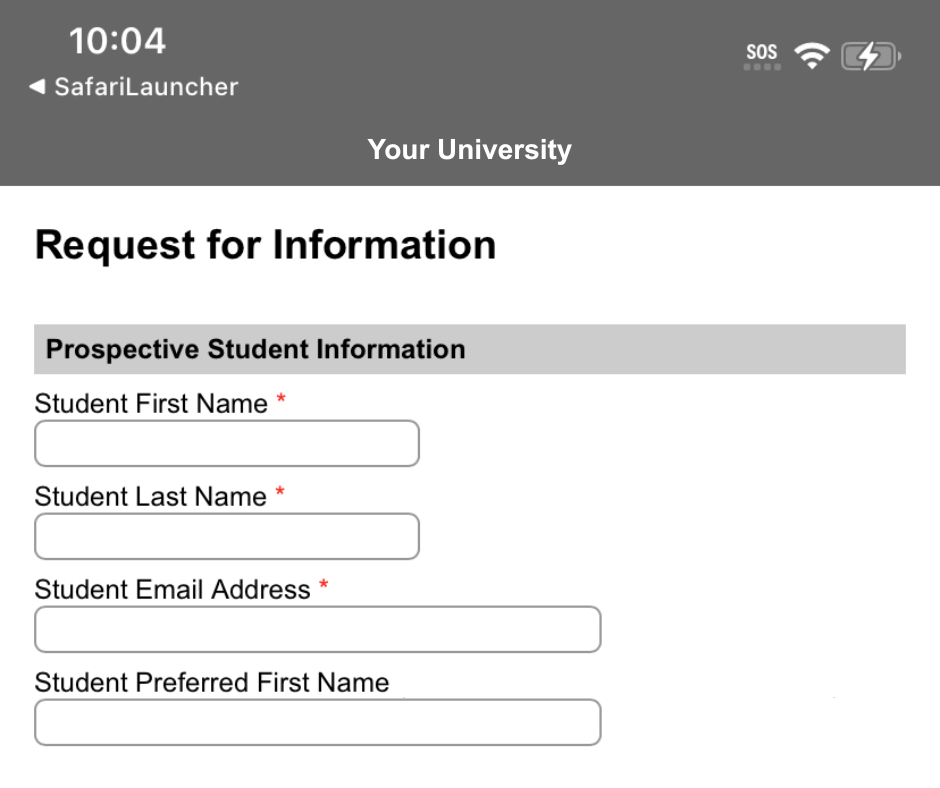 10:04
SOS
◀ SafariLauncher
Your University
Request for Information
Prospective Student Information
Student First Name *
Student Last Name *
Student Email Address *
Student Preferred First Name